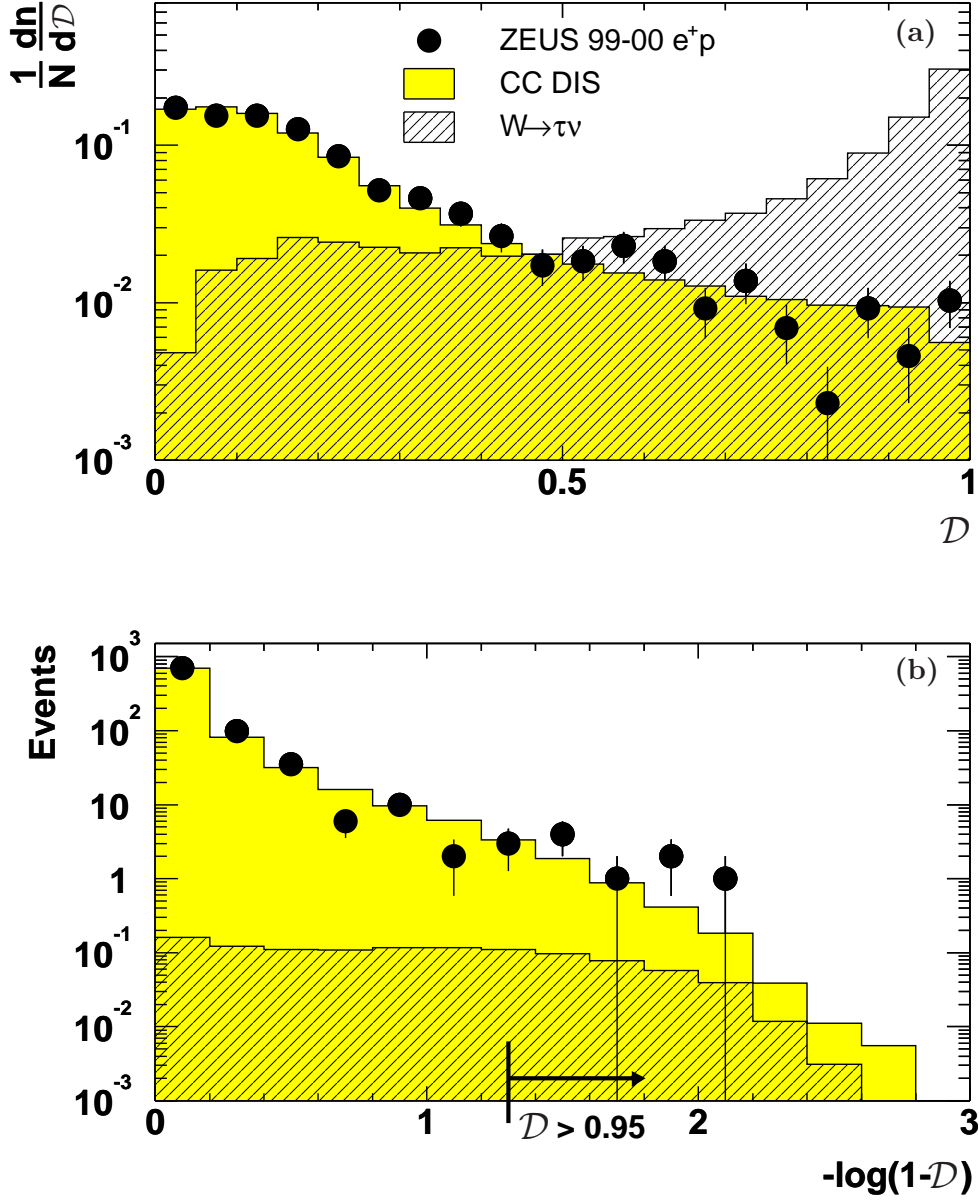 1 dn
N d𝒟
(a)
ZEUS 99-00 e⁺p
CC DIS
W→τν
10⁻¹
10⁻²
10⁻³
0 0.5 1
𝒟
(b)
Events
10³
10²
10
1
10⁻¹
10⁻²
10⁻³
0 1 2 3
𝒟 > 0.95
-log(1-𝒟)